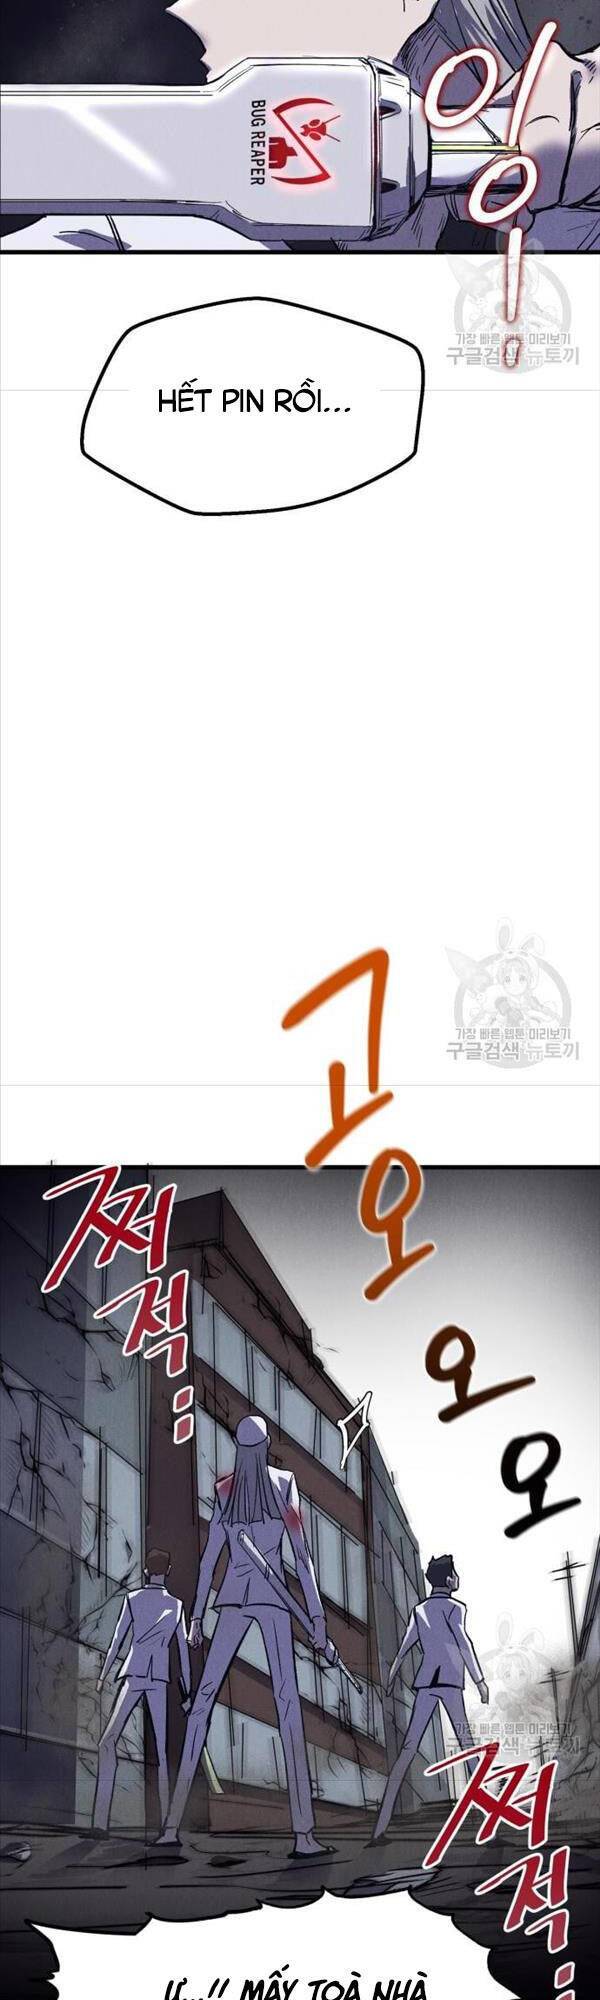 BUG REAPER
이이…
가장 빠른 웹툰 미리보기
구글검색 뉴토끼
HẾT PIN RỒI...
고오오오
가장 빠른 웹툰 미리보기
구글검색 뉴토끼
쩌적…
가장 빠른 웹툰 미리보기
구글검색 뉴토끼
쩌적
Ư...!! MẤY TOÀ NHÀ